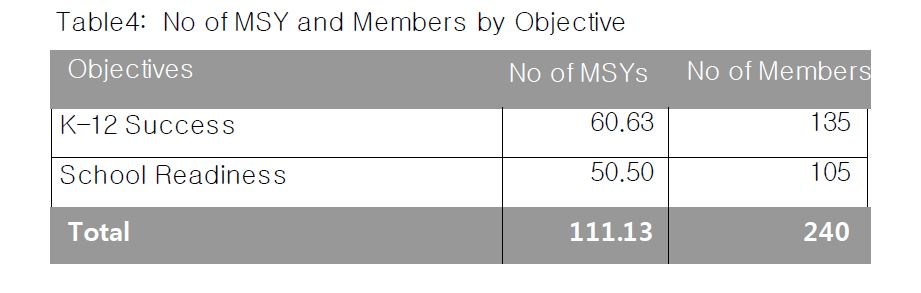 Table4: No of MSY and Members by Objective
Objectives No of MSYs No of Members
K-12 Success 60.63 135
School Readiness 50.50 105
Total 111.13 240